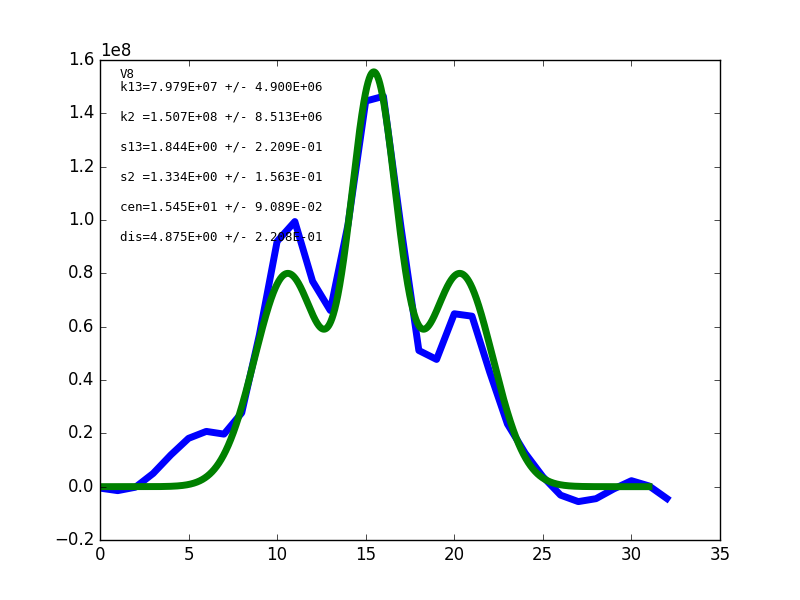 1e8
1.6
1.4
1.2
1.0
0.8
0.6
0.4
0.2
0.0
−0.2
V8
k13=7.979E+07 +/- 4.900E+06
k2 =1.507E+08 +/- 8.513E+06
s13=1.844E+00 +/- 2.209E-01
s2 =1.334E+00 +/- 1.563E-01
cen=1.545E+01 +/- 9.089E-02
dis=4.875E+00 +/-
0 5 10 15 20 25 30 35